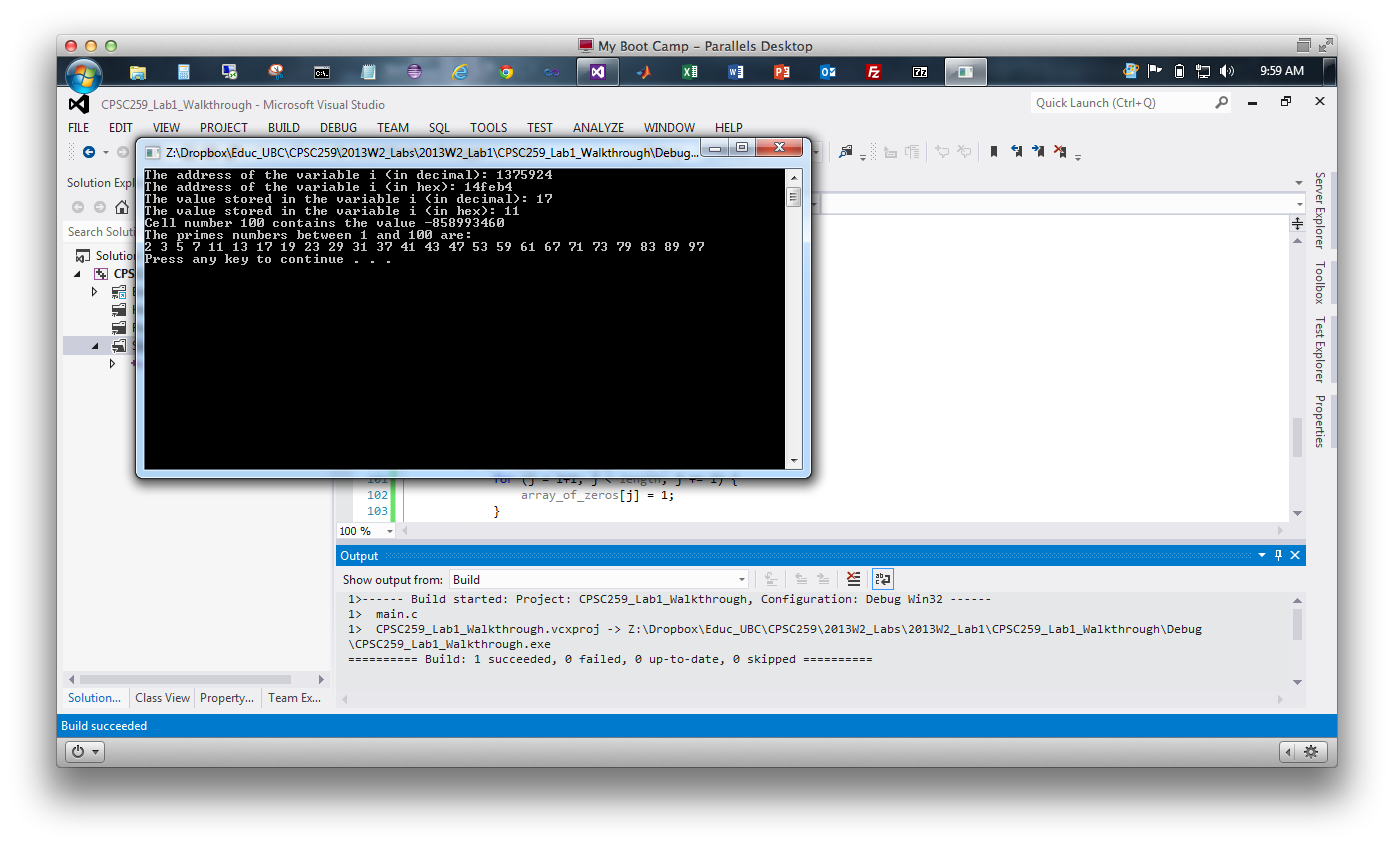 My Boot Camp – Parallels Desktop
9:59 AM
CPSC259_Lab1_Walkthrough - Microsoft Visual Studio
Quick Launch (Ctrl+Q)
FILE EDIT VIEW PROJECT BUILD DEBUG TEAM SQL TOOLS TEST ANALYZE WINDOW HELP
Z:\Dropbox\Educ_UBC\CPSC259\2013W2_Labs\2013W2_Lab1\CPSC259_Lab1_Walkthrough\Debug...
The address of the variable i (in decimal): 1375924
The address of the variable i (in hex): 14feb4
The value stored in the variable i (in decimal): 17
The value stored in the variable i (in hex): 11
Cell number 100 contains the value -858993460
The primes numbers between 1 and 100 are:
2 3 5 7 11 13 17 19 23 29 31 37 41 43 47 53 59 61 67 71 73 79 83 89 97
Press any key to continue . . .
Solution Expl
Search Soluti
Solution
CPS
Server Explorer
Toolbox
Test Explorer
Properties
101 for (j = i+i; j < length; j += i) {
102 array_of_zeros[j] = 1;
103 }
100 %
Output
Show output from: Build
1>------ Build started: Project: CPSC259_Lab1_Walkthrough, Configuration: Debug Win32 ------
1> main.c
1> CPSC259_Lab1_Walkthrough.vcxproj -> Z:\Dropbox\Educ_UBC\CPSC259\2013W2_Labs\2013W2_Lab1\CPSC259_Lab1_Walkthrough\Debug
\CPSC259_Lab1_Walkthrough.exe
========== Build: 1 succeeded, 0 failed, 0 up-to-date, 0 skipped ==========
Solution... Class View Property... Team Ex...
Build succeeded